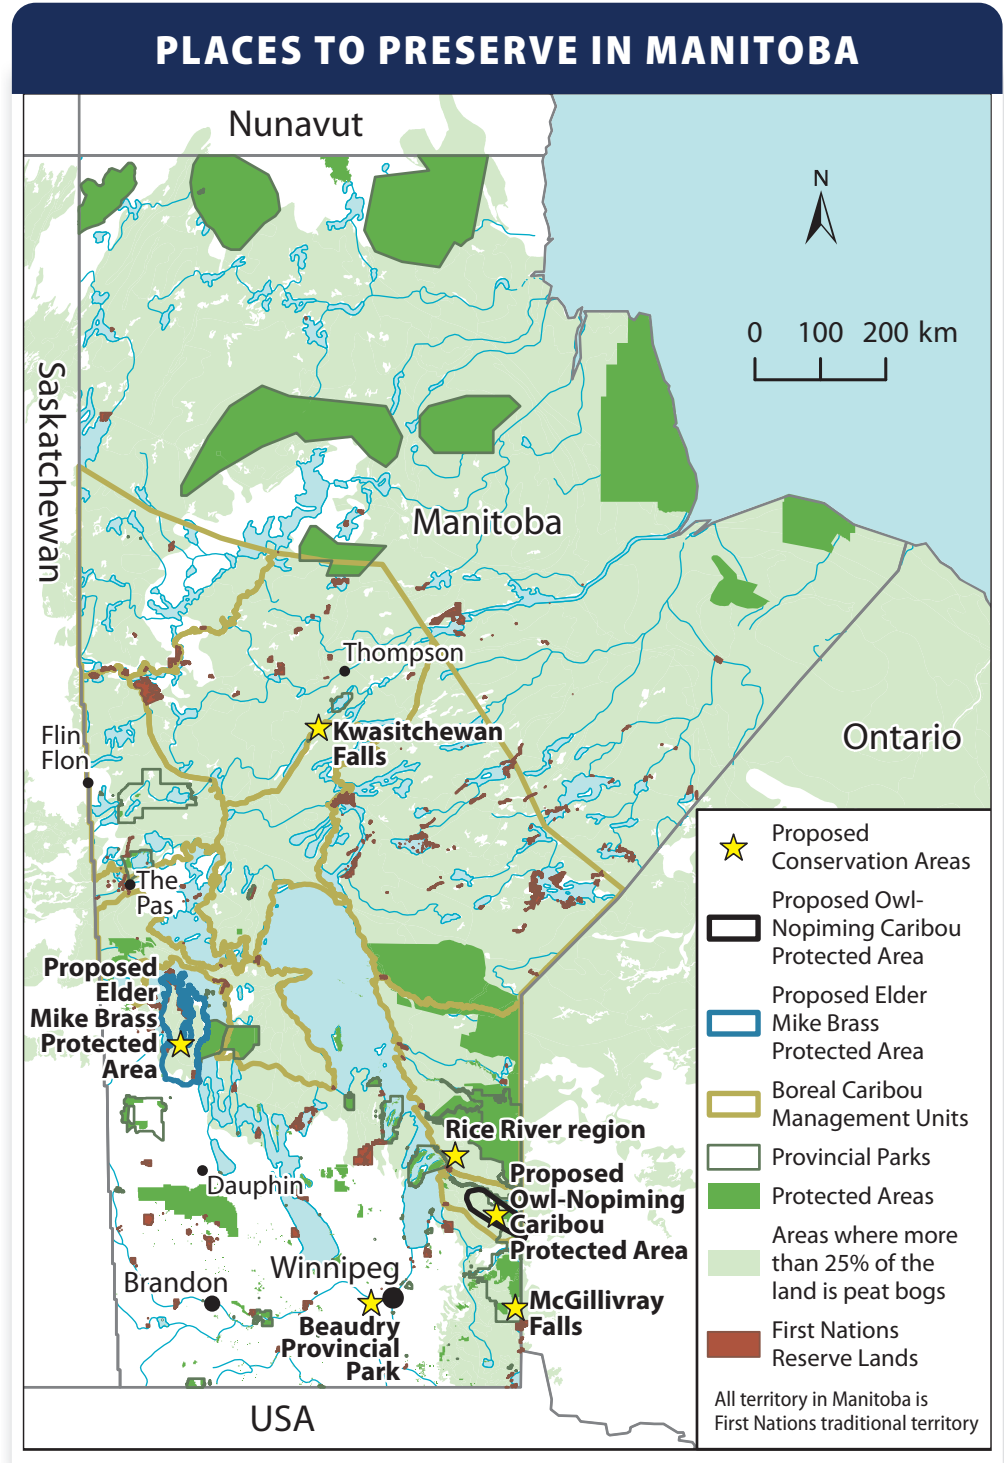 PLACES TO PRESERVE IN MANITOBA
Nunavut
N
0 100 200 km
Saskatchewan
Manitoba
Thompson
Kwasitchewan
Falls
Flin
Flon
Ontario
The
Pas
Proposed
Elder
Mike Brass
Protected
Area
Rice River region
Proposed
Owl-Nopiming
Caribou
Protected Area
Dauphin
Winnipeg
Brandon
Beaudry
Provincial
Park
McGillivray
Falls
USA
Proposed
Conservation Areas
Proposed Owl-
Nopiming Caribou
Protected Area
Proposed Elder
Mike Brass
Protected Area
Boreal Caribou
Management Units
Provincial Parks
Protected Areas
Areas where more
than 25% of the
land is peat bogs
First Nations
Reserve Lands
All territory in Manitoba is
First Nations traditional territory